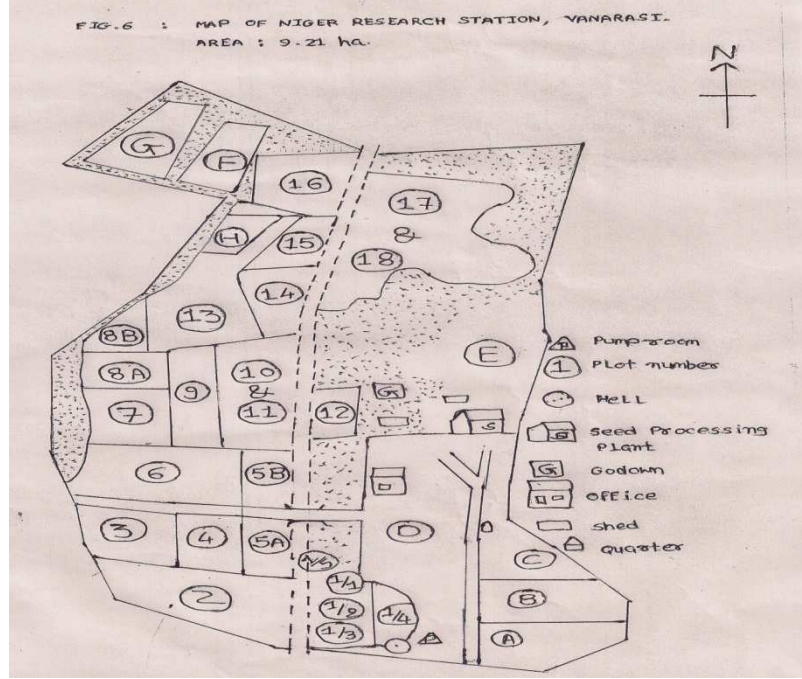 FIG.6 : MAP OF NIGER RESEARCH STATION, VANARASI.
AREA : 9.21 ha.
N
G
F
16
17
&
18
H
15
14
13
8B
E
8A
9
10
&
11
7
12
G
S
6
5B
3
4
5A
D
2
1/1
1/2
1/3
1/4
C
B
A
Pump-room
1 Plot number
Well
Seed Processing
Plant
G Godown
Office
Shed
Quarter